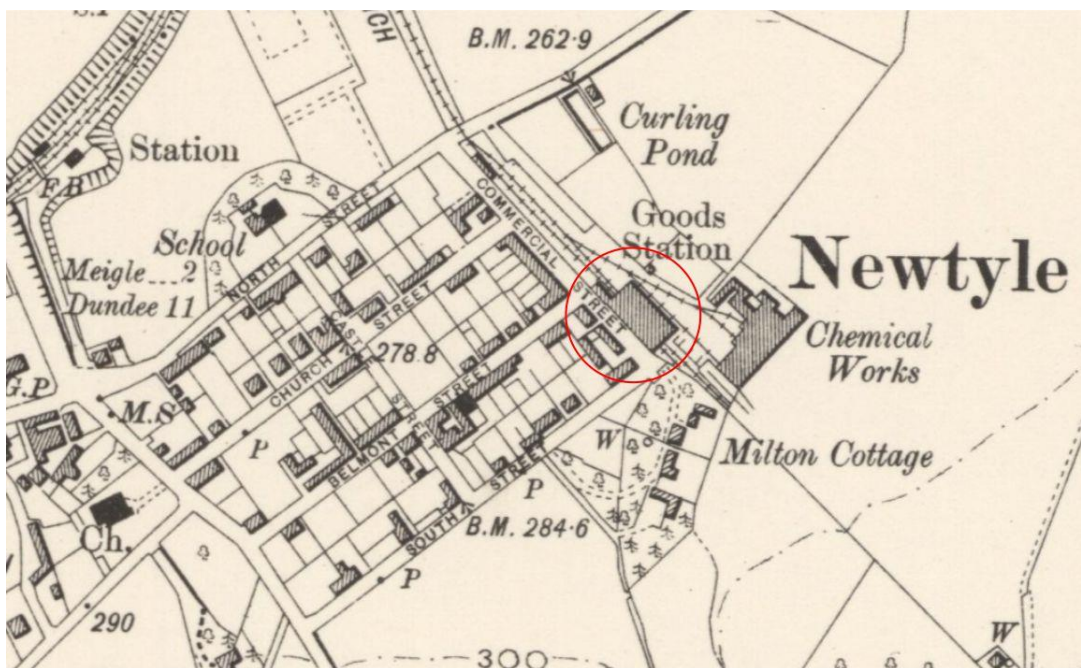 B.M. 262·9
Curling
Pond
Station
F.B
School
Meigle 2
Dundee 11
NORTH STREET
COMMERCIAL STREET
Goods
Station
Newtyle
Chemical
Works
EAST STREET
CHURCH STREET
278.8
BELMONT STREET
G.P
M.S
P
W
Milton Cottage
P
SOUTH STREET
B.M. 284·6
Ch.
P
290
300
W